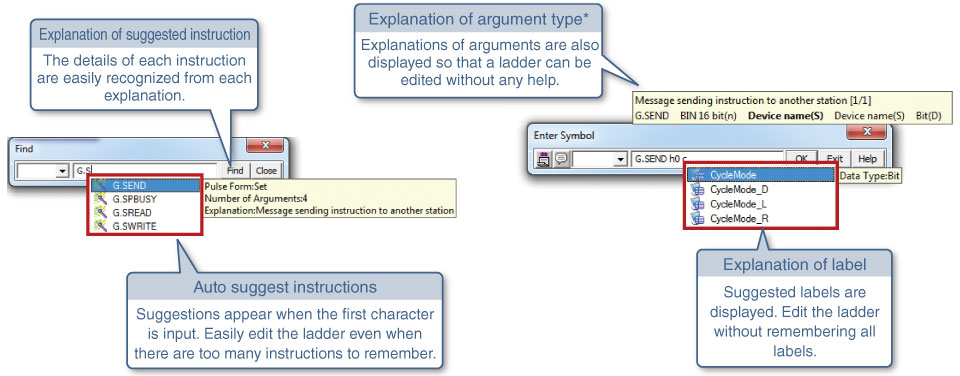 Explanation of suggested instruction
The details of each instruction
are easily recognized from each
explanation.
Find
G.S
Find
Close
G.SEND
G.SPBUSY
G.SREAD
G.SWRITE
Pulse Form:Set
Number of Arguments:4
Explanation:Message sending instruction to another station
Auto suggest instructions
Suggestions appear when the first character
is input. Easily edit the ladder even when
there are too many instructions to remember.
Explanation of argument type*
Explanations of arguments are also
displayed so that a ladder can be
edited without any help.
Message sending instruction to another station [1/1]
G.SEND BIN 16 bit(n) Device name(S) Device name(S) Bit(D)
Enter Symbol
G.SEND h0 c
OK
Exit
Help
CycleMode
CycleMode_D
CycleMode_L
CycleMode_R
Data Type:Bit
Explanation of label
Suggested labels are
displayed. Edit the ladder
without remembering all
labels.